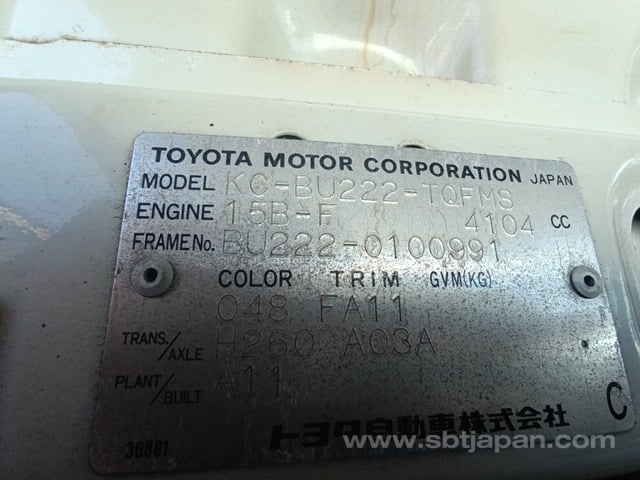 TOYOTA MOTOR CORPORATION JAPAN
MODEL KC-BU222-TQFMS
ENGINE 15B-F 4104 CC
FRAME No. BU222-0100991
COLOR TRIM GVM(KG)
048 FA11
TRANS./AXLE H260 A03A
PLANT/BUILT A11
C
トヨタ自動車株式会社
30881
www.sbtjapan.com